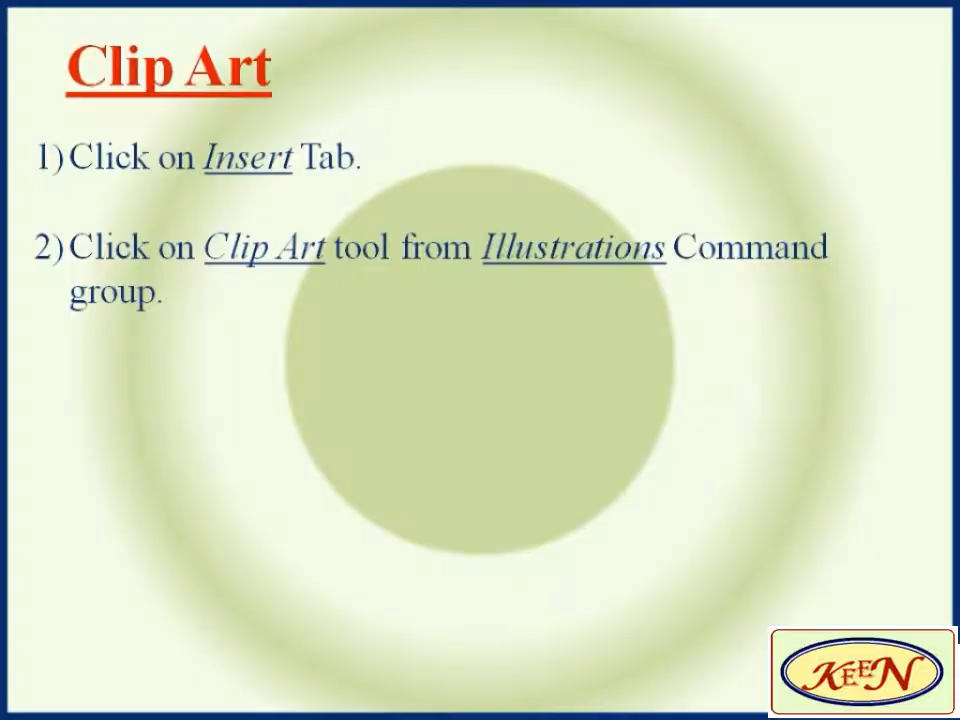 Clip Art
1) Click on Insert Tab.
2) Click on Clip Art tool from Illustrations Command
group.
KEEN